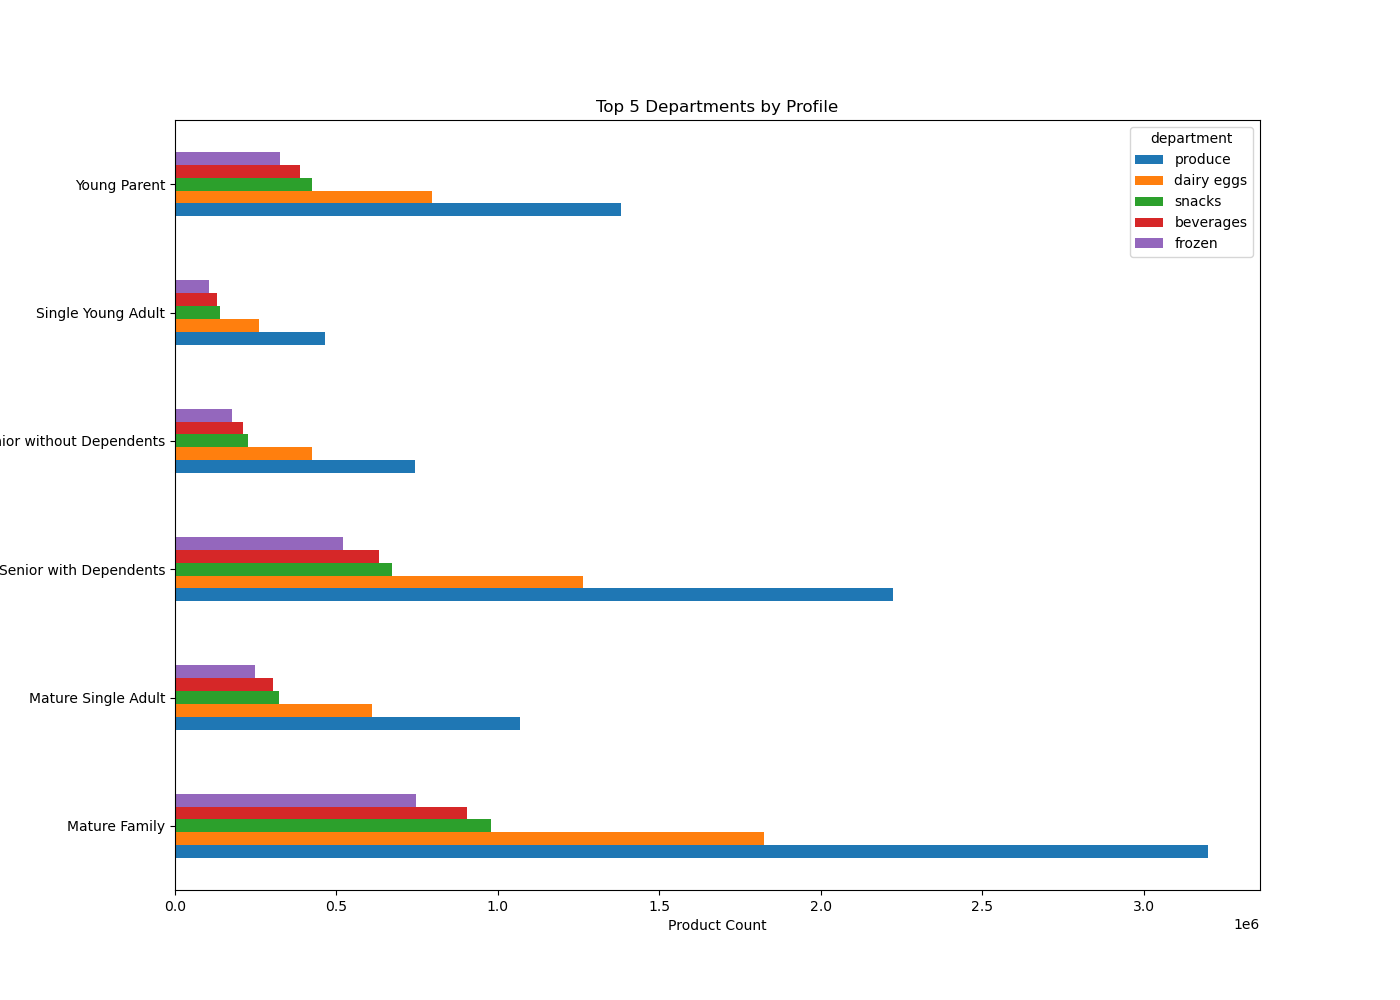 Top 5 Departments by Profile
department
produce
dairy eggs
snacks
beverages
frozen
Young Parent
Single Young Adult
ior without Dependents
Senior with Dependents
Mature Single Adult
Mature Family
0.0 0.5 1.0 1.5 2.0 2.5 3.0
Product Count
1e6